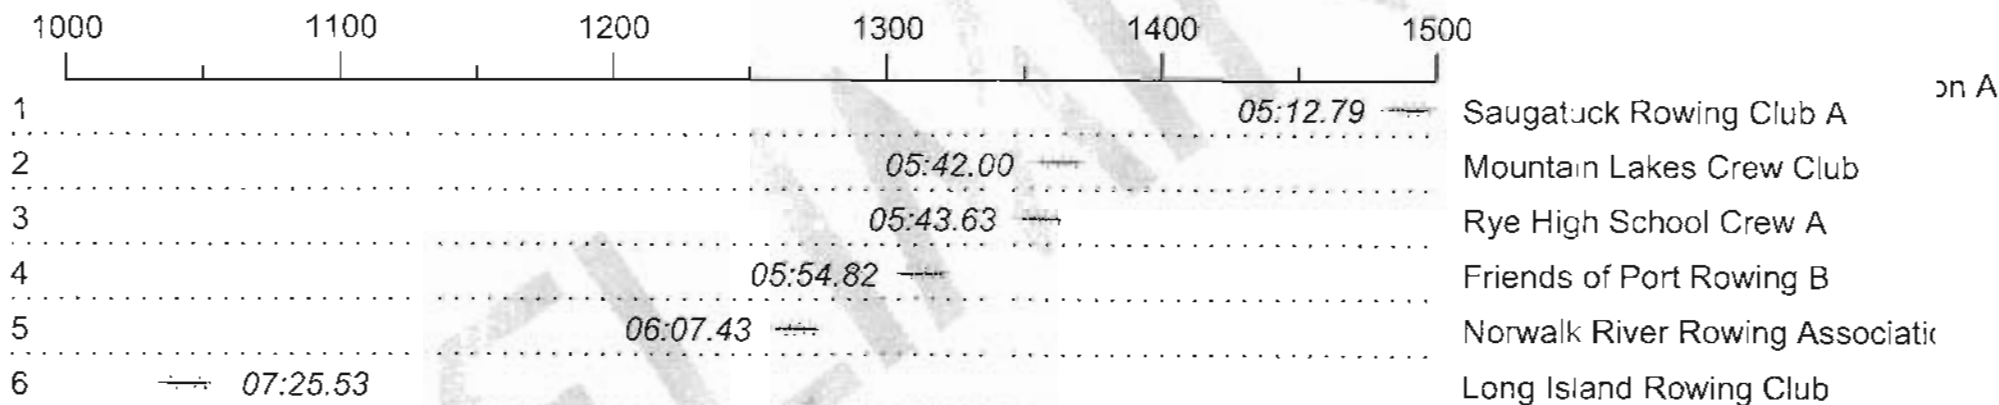 1000 1100 1200 1300 1400 1500
on A
1 05:12.79 Saugatuck Rowing Club A
2 05:42.00 Mountain Lakes Crew Club
3 05:43.63 Rye High School Crew A
4 05:54.82 Friends of Port Rowing B
5 06:07.43 Norwalk River Rowing Associati
6 07:25.53 Long Island Rowing Club